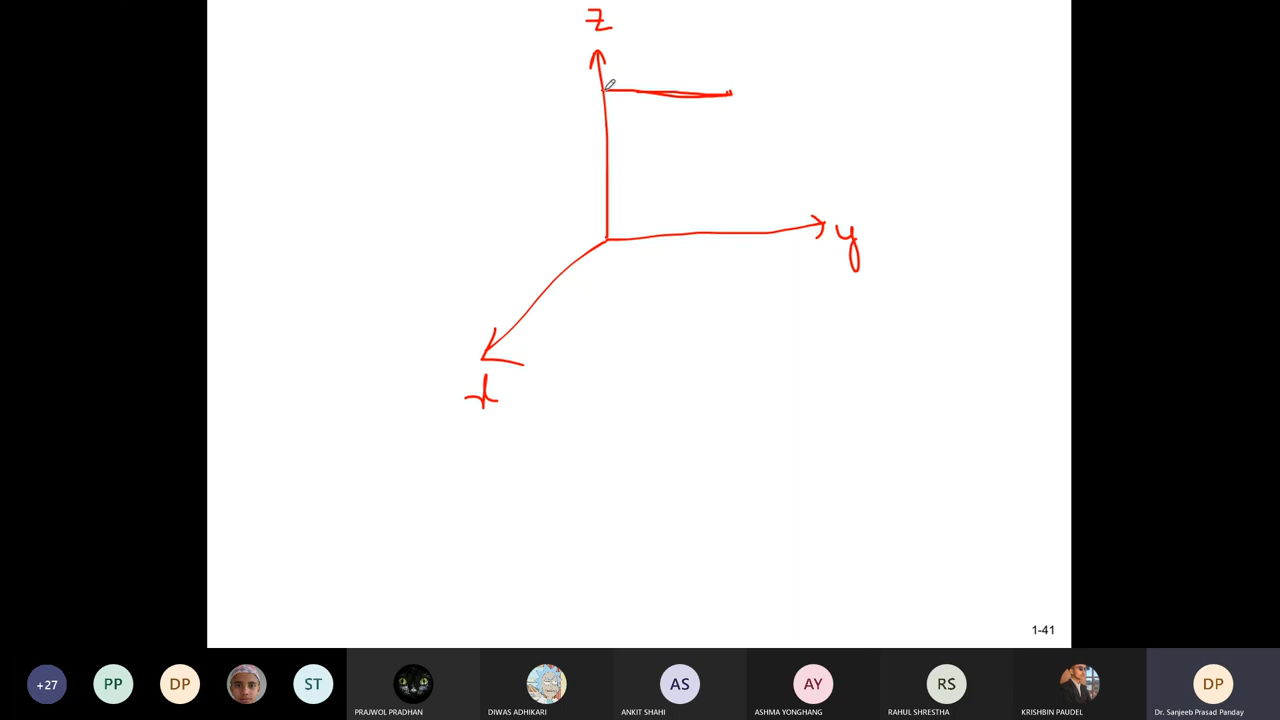 z
y
x
1-41
+27
PP
DP
ST
AS
AY
RS
DP
PRAJWOL PRADHAN
DIWAS ADHIKARI
ANKIT SHAHI
ASHMA YONGHANG
RAHUL SHRESTHA
KRISHBIN PAUDEL
Dr. Sanjeeb Prasad Panday